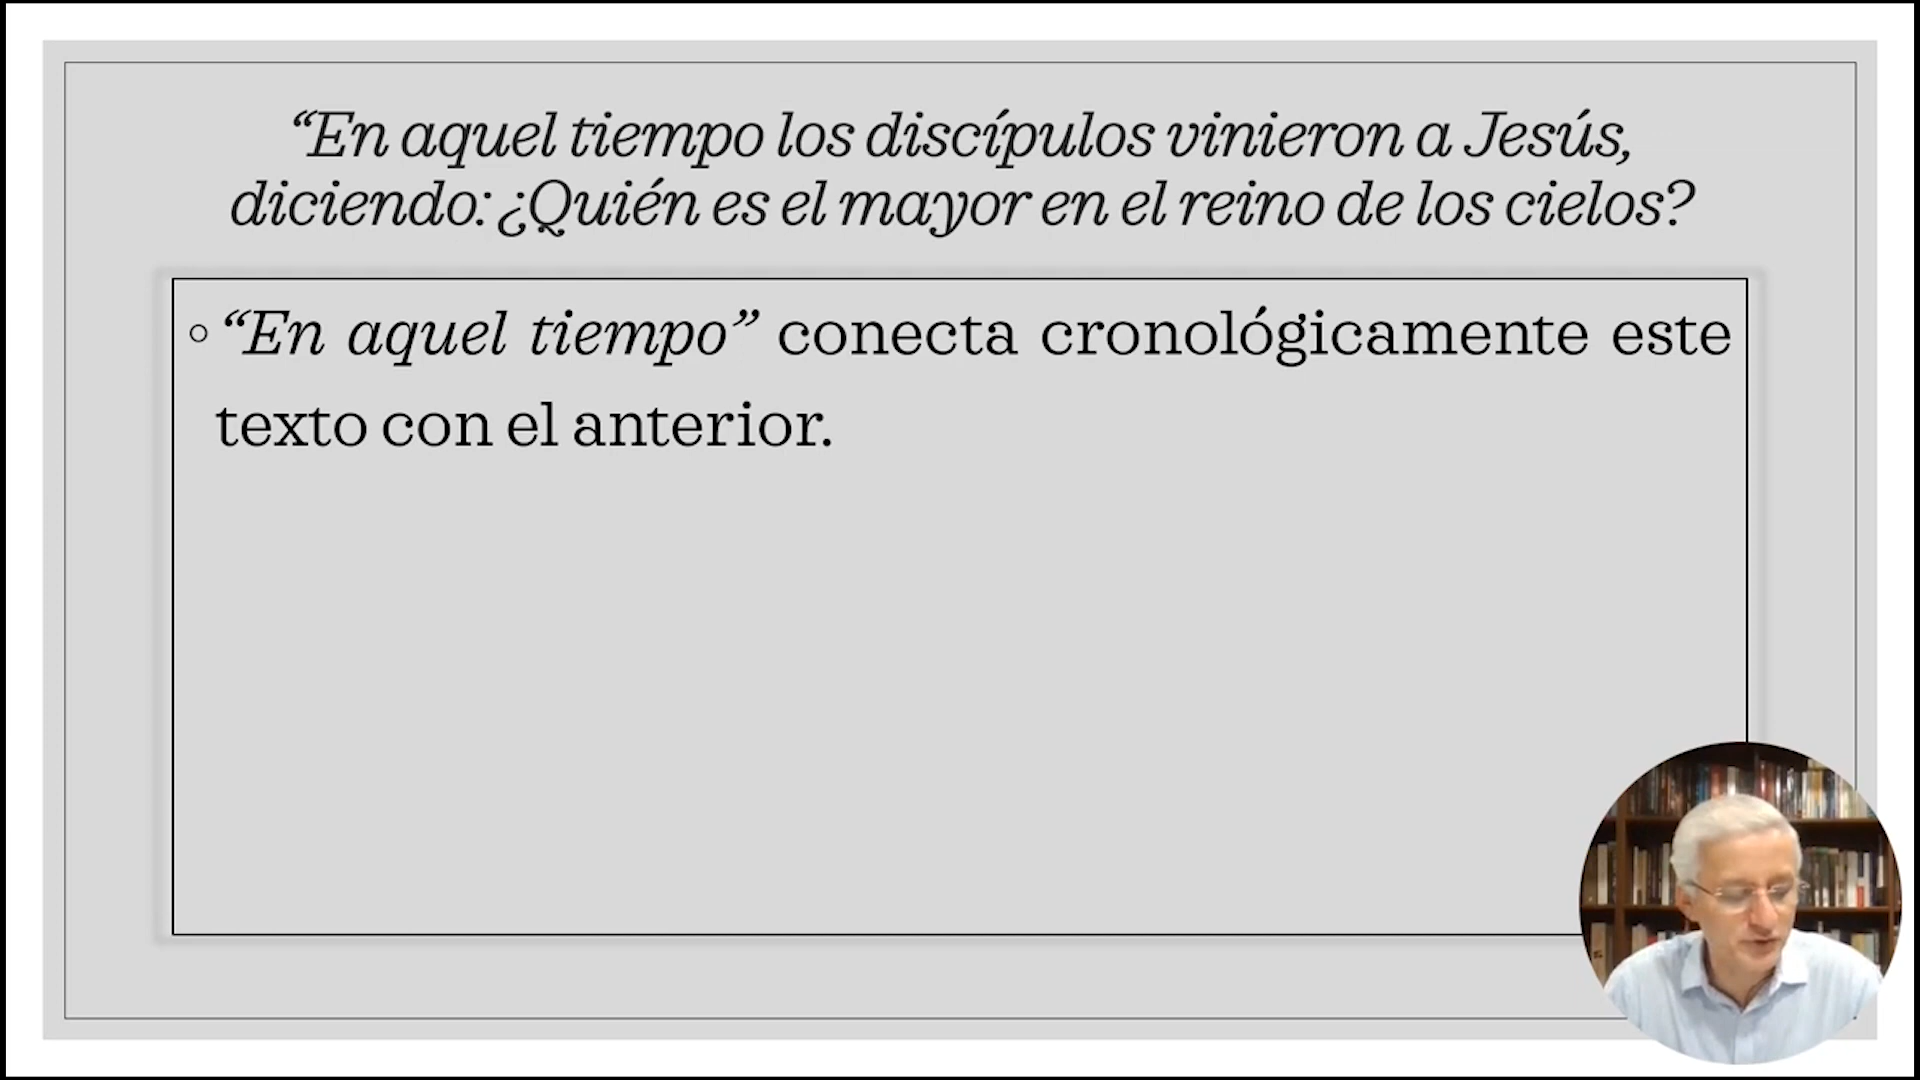 “En aquel tiempo los discípulos vinieron a Jesús,
diciendo: ¿Quién es el mayor en el reino de los cielos?
◦ “En aquel tiempo” conecta cronológicamente este
texto con el anterior.